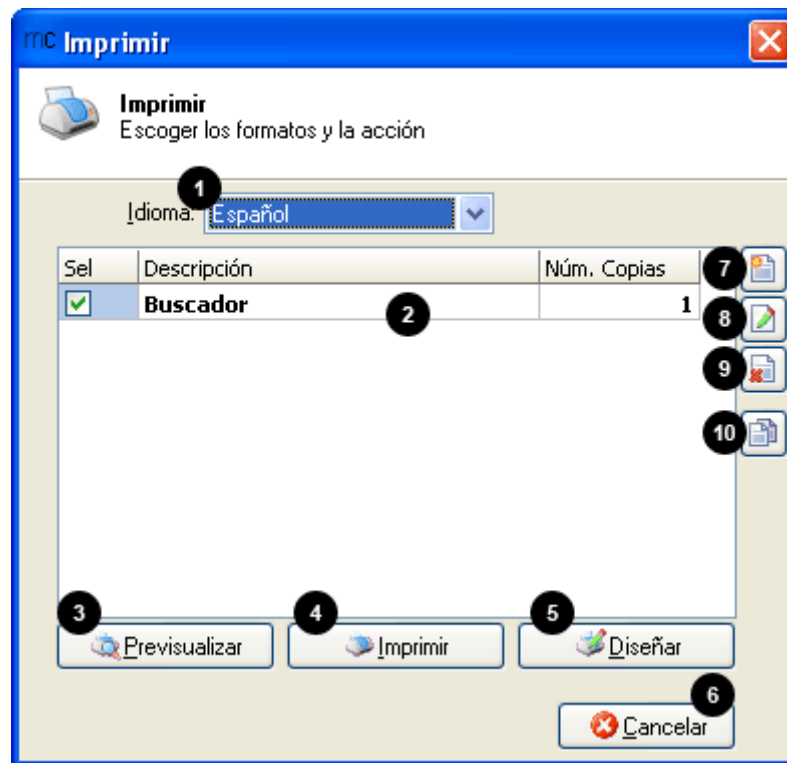 mc Imprimir
Imprimir
Escoger los formatos y la acción
1
Idioma: Español
Sel Descripción Núm. Copias 7
Buscador 2 1
8
9
10
3 4 5
Previsualizar Imprimir Diseñar
6
Cancelar